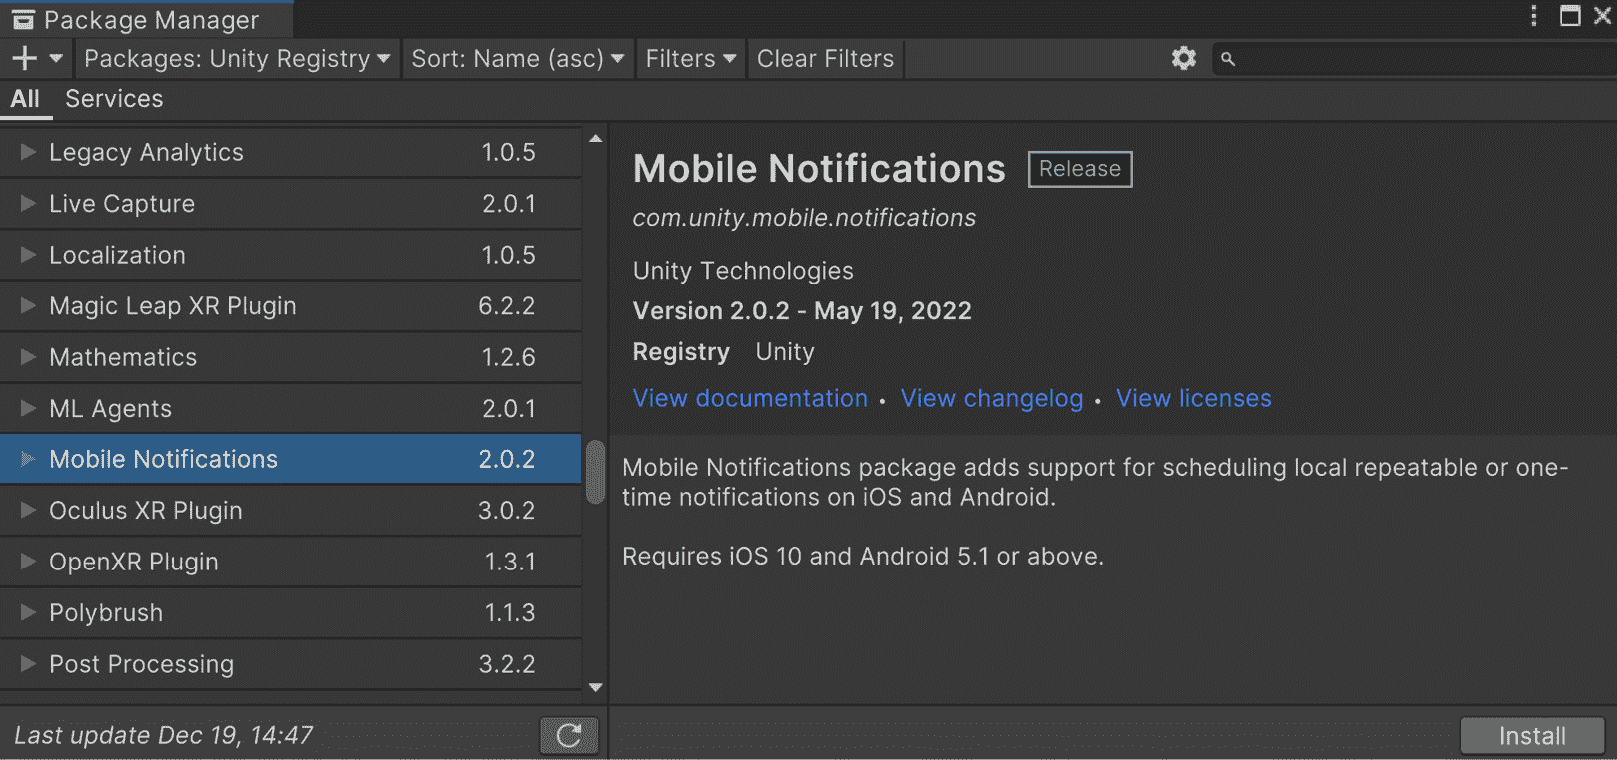 Package Manager
Packages: Unity Registry Sort: Name (asc) Filters Clear Filters
All Services
Legacy Analytics 1.0.5
Live Capture 2.0.1
Localization 1.0.5
Magic Leap XR Plugin 6.2.2
Mathematics 1.2.6
ML Agents 2.0.1
Mobile Notifications 2.0.2
Oculus XR Plugin 3.0.2
OpenXR Plugin 1.3.1
Polybrush 1.1.3
Post Processing 3.2.2
Last update Dec 19, 14:47
Mobile Notifications Release
com.unity.mobile.notifications
Unity Technologies
Version 2.0.2 - May 19, 2022
Registry Unity
View documentation • View changelog • View licenses
Mobile Notifications package adds support for scheduling local repeatable or one-
time notifications on iOS and Android.
Requires iOS 10 and Android 5.1 or above.
Install